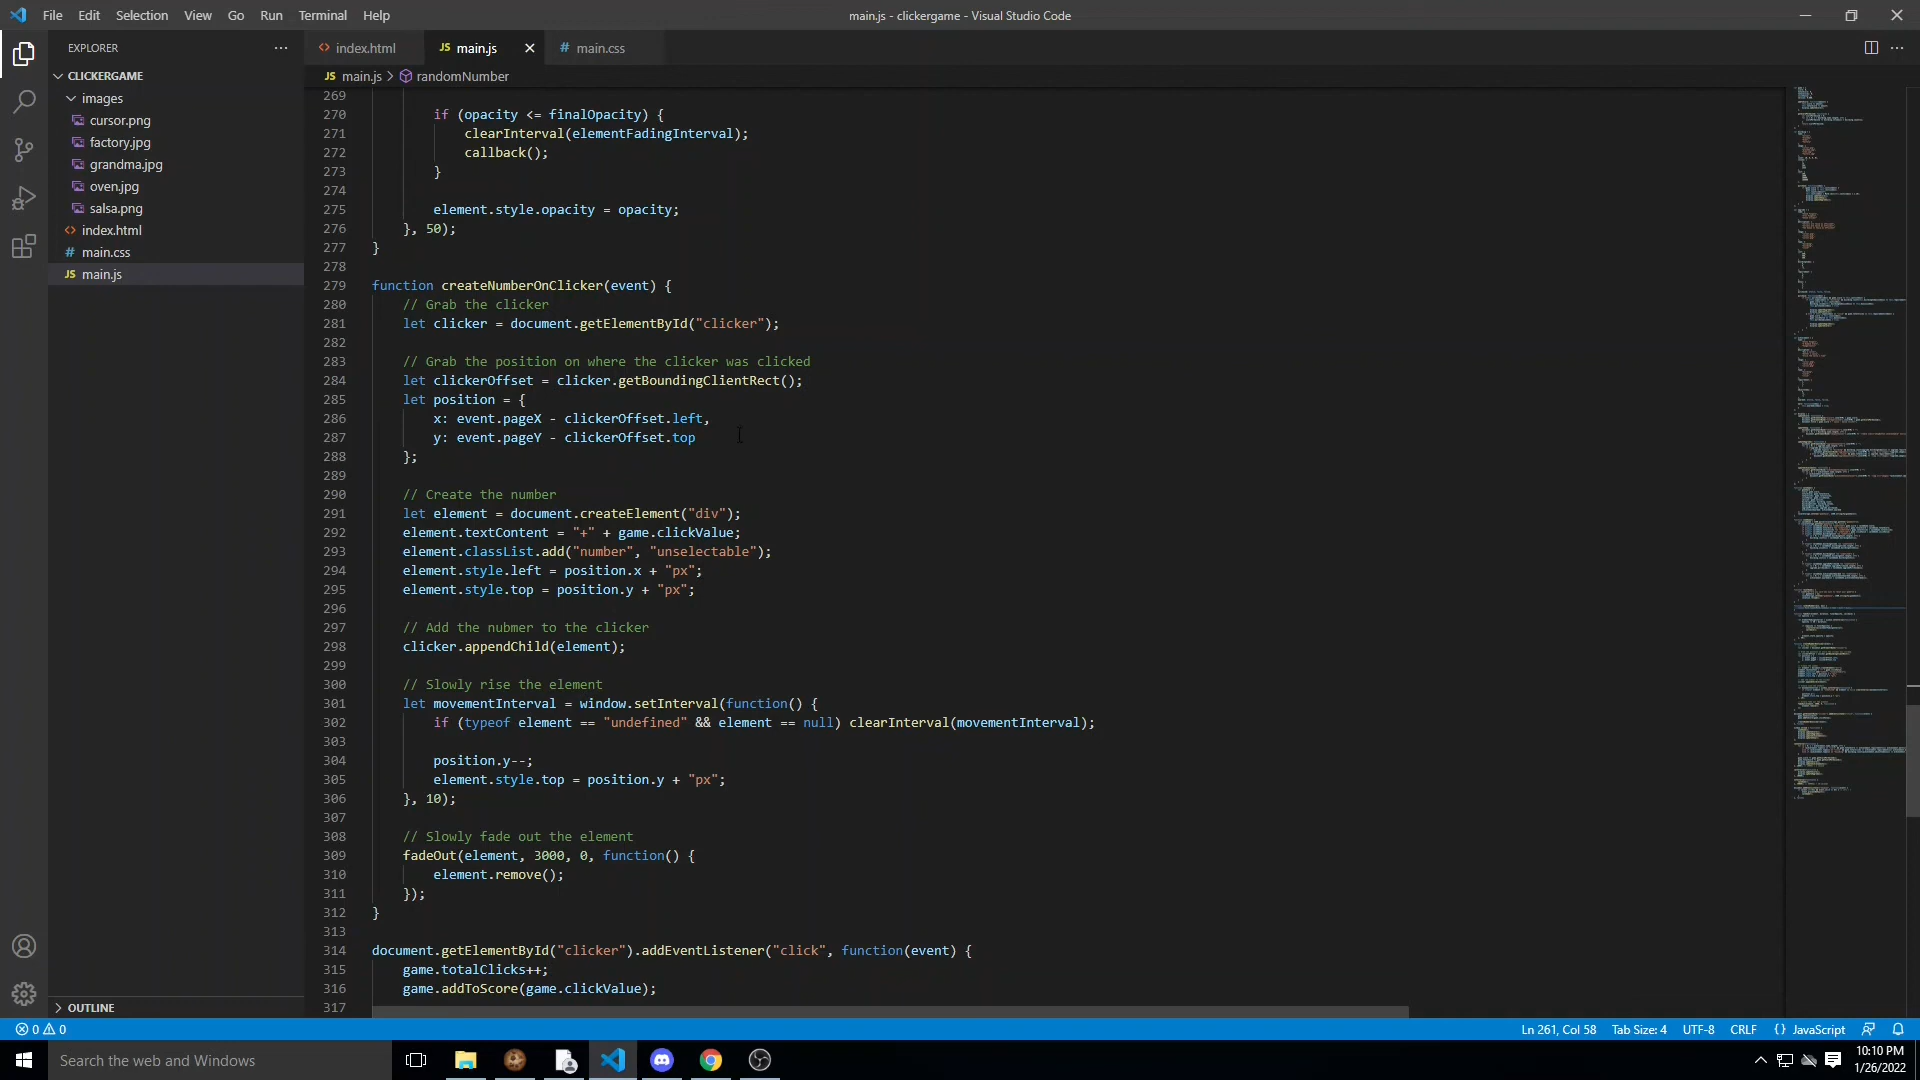 File Edit Selection View Go Run Terminal Help
main.js - clickergame - Visual Studio Code
EXPLORER
CLICKERGAME
images
cursor.png
factory.jpg
grandma.jpg
oven.jpg
salsa.png
index.html
main.css
main.js
OUTLINE
index.html
JS main.js
# main.css
JS main.js > randomNumber
269
270 if (opacity <= finalOpacity) {
271 clearInterval(elementFadingInterval);
272 callback();
273 }
274
275 element.style.opacity = opacity;
276 }, 50);
277 }
278
279 function createNumberOnClicker(event) {
280 // Grab the clicker
281 let clicker = document.getElementById("clicker");
282
283 // Grab the position on where the clicker was clicked
284 let clickerOffset = clicker.getBoundingClientRect();
285 let position = {
286 x: event.pageX - clickerOffset.left,
287 y: event.pageY - clickerOffset.top
288 };
289
290 // Create the number
291 let element = document.createElement("div");
292 element.textContent = "+" + game.clickValue;
293 element.classList.add("number", "unselectable");
294 element.style.left = position.x + "px";
295 element.style.top = position.y + "px";
296
297 // Add the nubmer to the clicker
298 clicker.appendChild(element);
299
300 // Slowly rise the element
301 let movementInterval = window.setInterval(function() {
302 if (typeof element == "undefined" && element == null) clearInterval(movementInterval);
303
304 position.y--;
305 element.style.top = position.y + "px";
306 }, 10);
307
308 // Slowly fade out the element
309 fadeOut(element, 3000, 0, function() {
310 element.remove();
311 });
312 }
313
314 document.getElementById("clicker").addEventListener("click", function(event) {
315 game.totalClicks++;
316 game.addToScore(game.clickValue);
317
0 0
Ln 261, Col 58 Tab Size: 4 UTF-8 CRLF {} JavaScript
Search the web and Windows
10:10 PM
1/26/2022